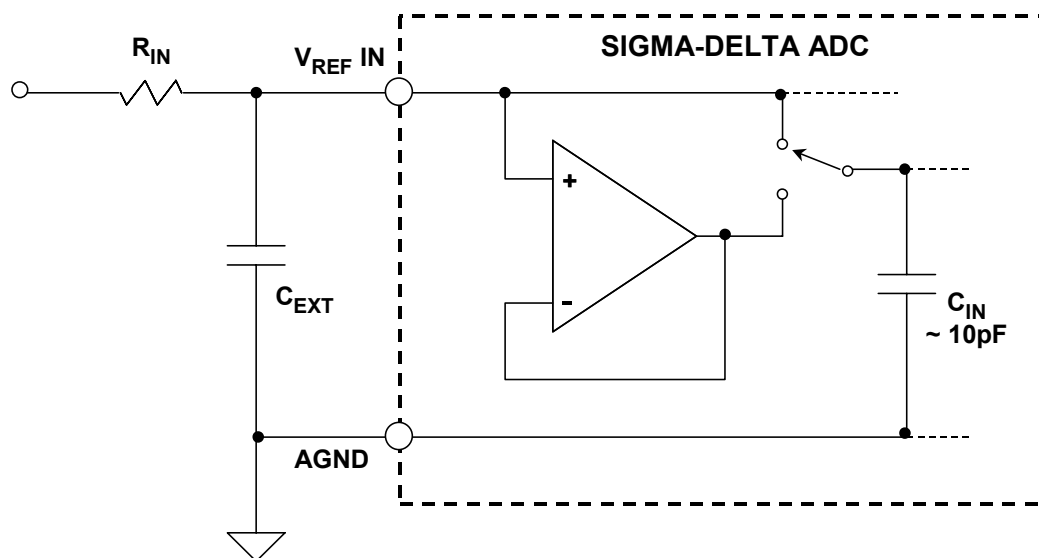 SIGMA-DELTA ADC
R_IN
V_REF IN
+
-
C_EXT
C_IN
~ 10pF
AGND